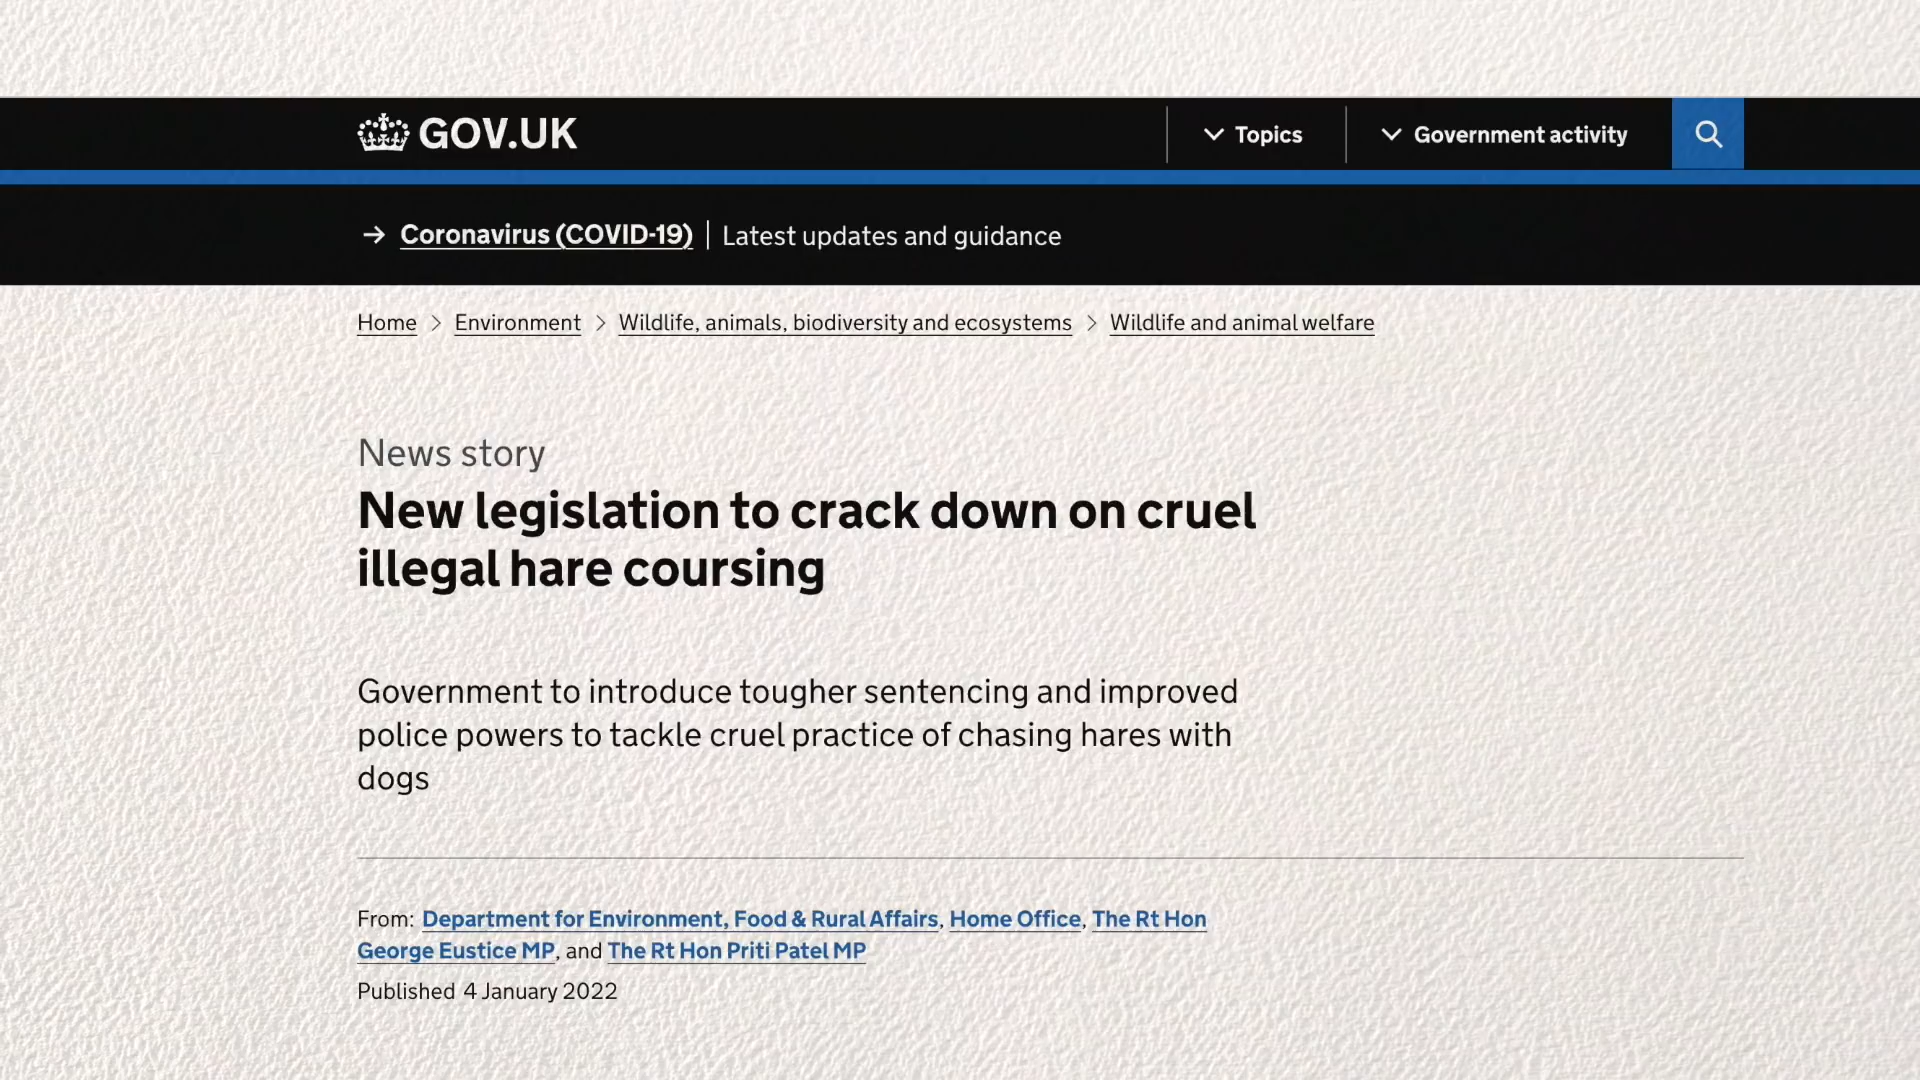 GOV.UK
Topics
Government activity
→ Coronavirus (COVID-19) | Latest updates and guidance
Home > Environment > Wildlife, animals, biodiversity and ecosystems > Wildlife and animal welfare
News story
New legislation to crack down on cruel
illegal hare coursing
Government to introduce tougher sentencing and improved
police powers to tackle cruel practice of chasing hares with
dogs
From: Department for Environment, Food & Rural Affairs, Home Office, The Rt Hon
George Eustice MP, and The Rt Hon Priti Patel MP
Published 4 January 2022